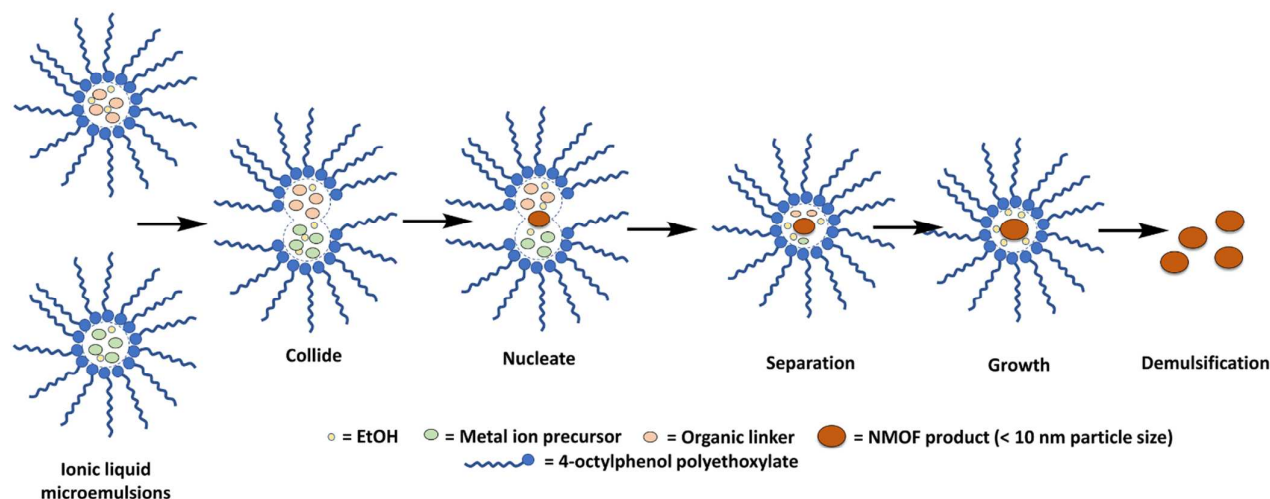 Collide
Nucleate
Separation
Growth
Demulsification
= EtOH
= Metal ion precursor
= Organic linker
= NMOF product (< 10 nm particle size)
= 4-octylphenol polyethoxylate
Ionic liquid
microemulsions